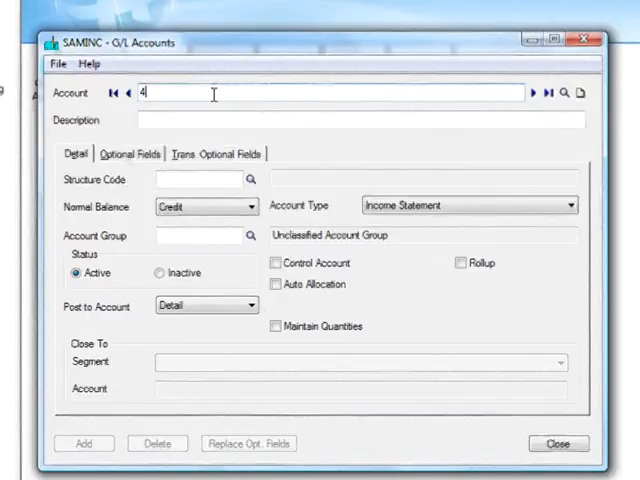 SAMINC - G/L Accounts
File Help
Account 4
Description
Detail Optional Fields Trans. Optional Fields
Structure Code
Normal Balance Credit Account Type Income Statement
Account Group Unclassified Account Group
Status
Active Inactive Control Account Rollup
Auto Allocation
Post to Account Detail
Maintain Quantities
Close To
Segment
Account
Add Delete Replace Opt. Fields Close